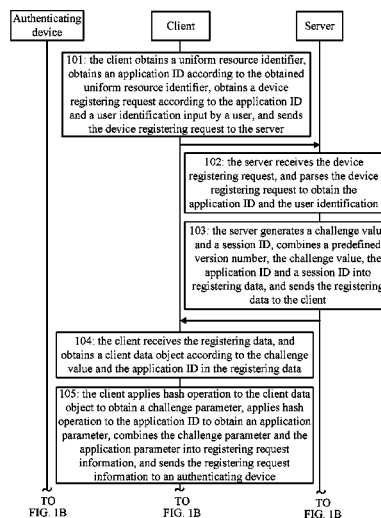 Authenticating
device
Client
Server
101: the client obtains a uniform resource identifier,
obtains an application ID according to the obtained
uniform resource identifier, obtains a device
registering request according to the application ID
and a user identification input by a user, and sends
the device registering request to the server
102: the server receives the device
registering request, and parses the device
registering request to obtain the
application ID and the user identification
103: the server generates a challenge value
and a session ID, combines a predefined
version number, the challenge value, the
application ID and a session ID into
registering data, and sends the registering
data to the client
104: the client receives the registering data, and
obtains a client data object according to the challenge
value and the application ID in the registering data
105: the client applies hash operation to the client data
object to obtain a challenge parameter, applies hash
operation to the application ID to obtain an application
parameter, combines the challenge parameter and the
application parameter into registering request
information, and sends the registering request
information to an authenticating device
TO
FIG. 1B
TO
FIG. 1B
TO
FIG. 1B